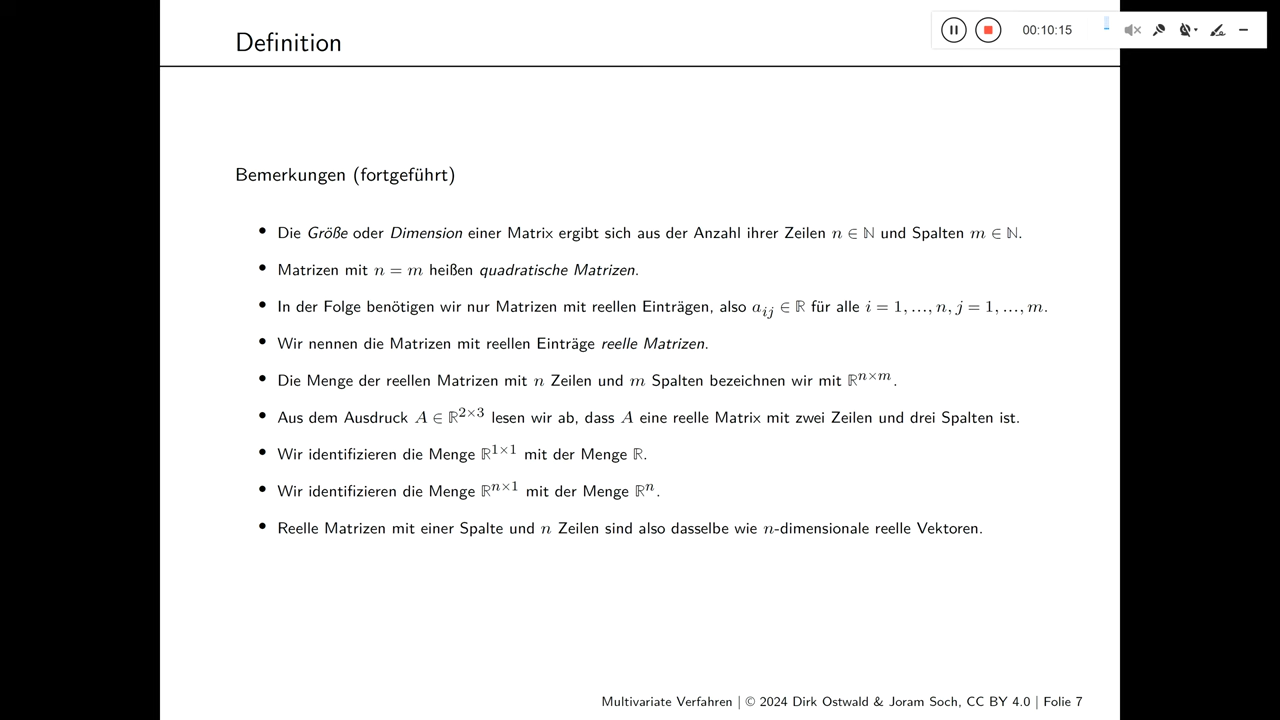 Definition
00:10:15
Bemerkungen (fortgeführt)
• Die Größe oder Dimension einer Matrix ergibt sich aus der Anzahl ihrer Zeilen n ∈ ℕ und Spalten m ∈ ℕ.
• Matrizen mit n = m heißen quadratische Matrizen.
• In der Folge benötigen wir nur Matrizen mit reellen Einträgen, also a_{ij} ∈ ℝ für alle i = 1, ..., n, j = 1, ..., m.
• Wir nennen die Matrizen mit reellen Einträge reelle Matrizen.
• Die Menge der reellen Matrizen mit n Zeilen und m Spalten bezeichnen wir mit ℝ^{n×m}.
• Aus dem Ausdruck A ∈ ℝ^{2×3} lesen wir ab, dass A eine reelle Matrix mit zwei Zeilen und drei Spalten ist.
• Wir identifizieren die Menge ℝ^{1×1} mit der Menge ℝ.
• Wir identifizieren die Menge ℝ^{n×1} mit der Menge ℝ^n.
• Reelle Matrizen mit einer Spalte und n Zeilen sind also dasselbe wie n-dimensionale reelle Vektoren.
Multivariate Verfahren | © 2024 Dirk Ostwald & Joram Soch, CC BY 4.0 | Folie 7